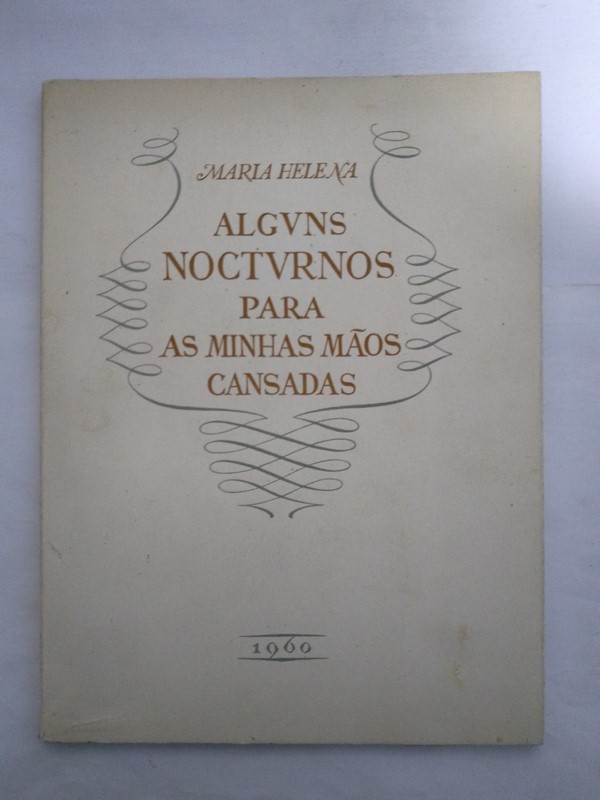 MARIA HELENA
ALGVNS
NOCTVRNOS
PARA
AS MINHAS MÃOS
CANSADAS
1960